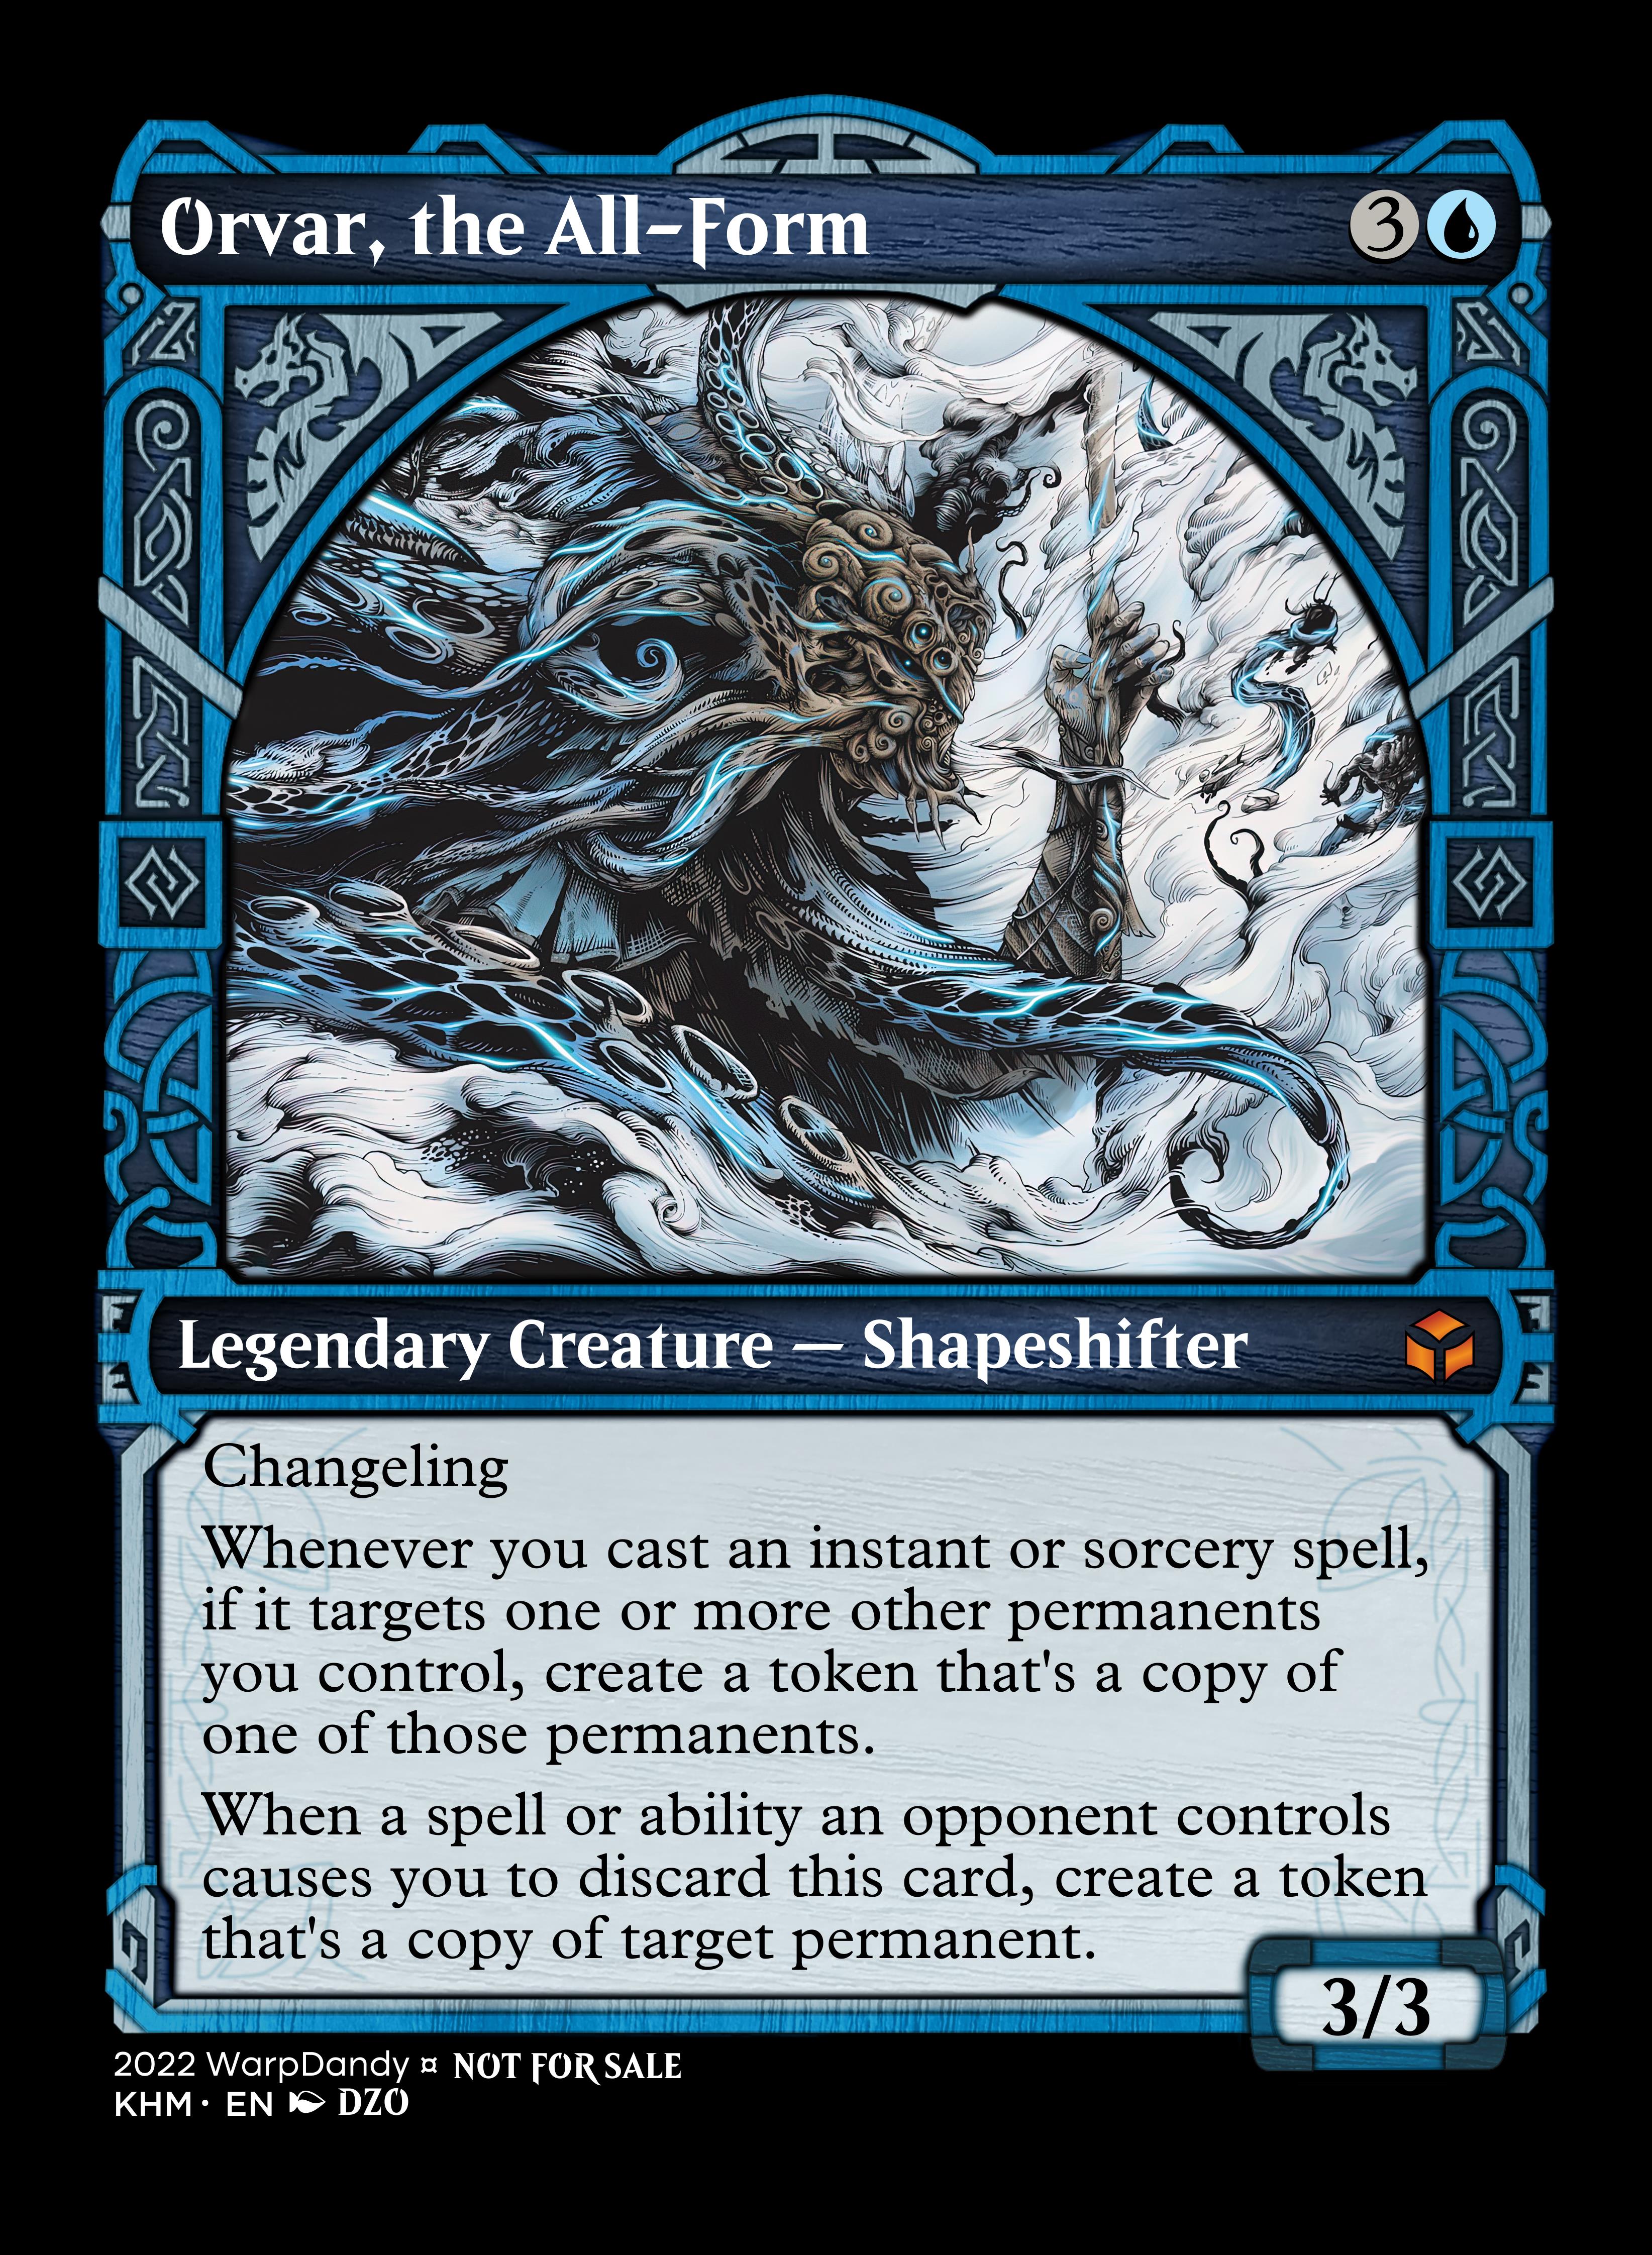 Orvar, the All-Form 3
Legendary Creature — Shapeshifter
Changeling
Whenever you cast an instant or sorcery spell,
if it targets one or more other permanents
you control, create a token that's a copy of
one of those permanents.
When a spell or ability an opponent controls
causes you to discard this card, create a token
that's a copy of target permanent.
3/3
2022 WarpDandy ¤ NOT FOR SALE
KHM • EN DZO